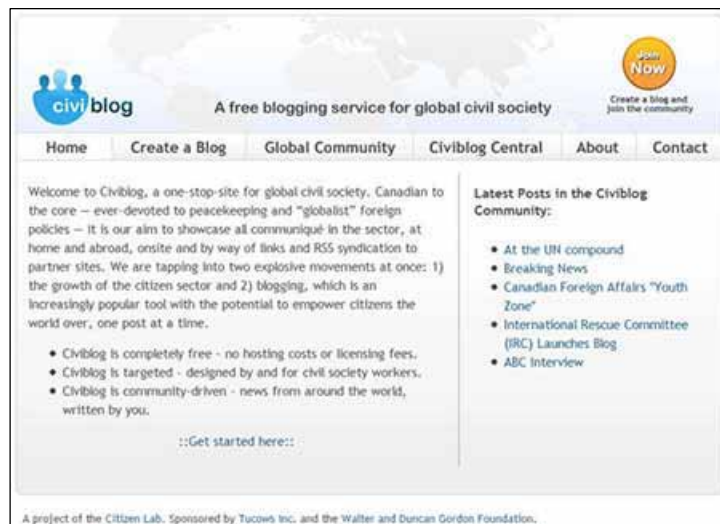 civiblog
A free blogging service for global civil society
Join
Now
Create a blog and
join the community
Home Create a Blog Global Community Civiblog Central About Contact
Welcome to Civiblog, a one-stop-site for global civil society. Canadian to
the core — ever-devoted to peacekeeping and “globalist” foreign
policies — it is our aim to showcase all communiqué in the sector, at
home and abroad, onsite and by way of links and RSS syndication to
partner sites. We are tapping into two explosive movements at once: 1)
the growth of the citizen sector and 2) blogging, which is an
increasingly popular tool with the potential to empower citizens the
world over, one post at a time.
• Civiblog is completely free - no hosting costs or licensing fees.
• Civiblog is targeted - designed by and for civil society workers.
• Civiblog is community-driven - news from around the world,
written by you.
::Get started here::
Latest Posts in the Civiblog
Community:
• At the UN compound
• Breaking News
• Canadian Foreign Affairs "Youth
Zone"
• International Rescue Committee
(IRC) Launches Blog
• ABC Interview
A project of the Citizen Lab. Sponsored by Tucows Inc. and the Walter and Duncan Gordon Foundation.